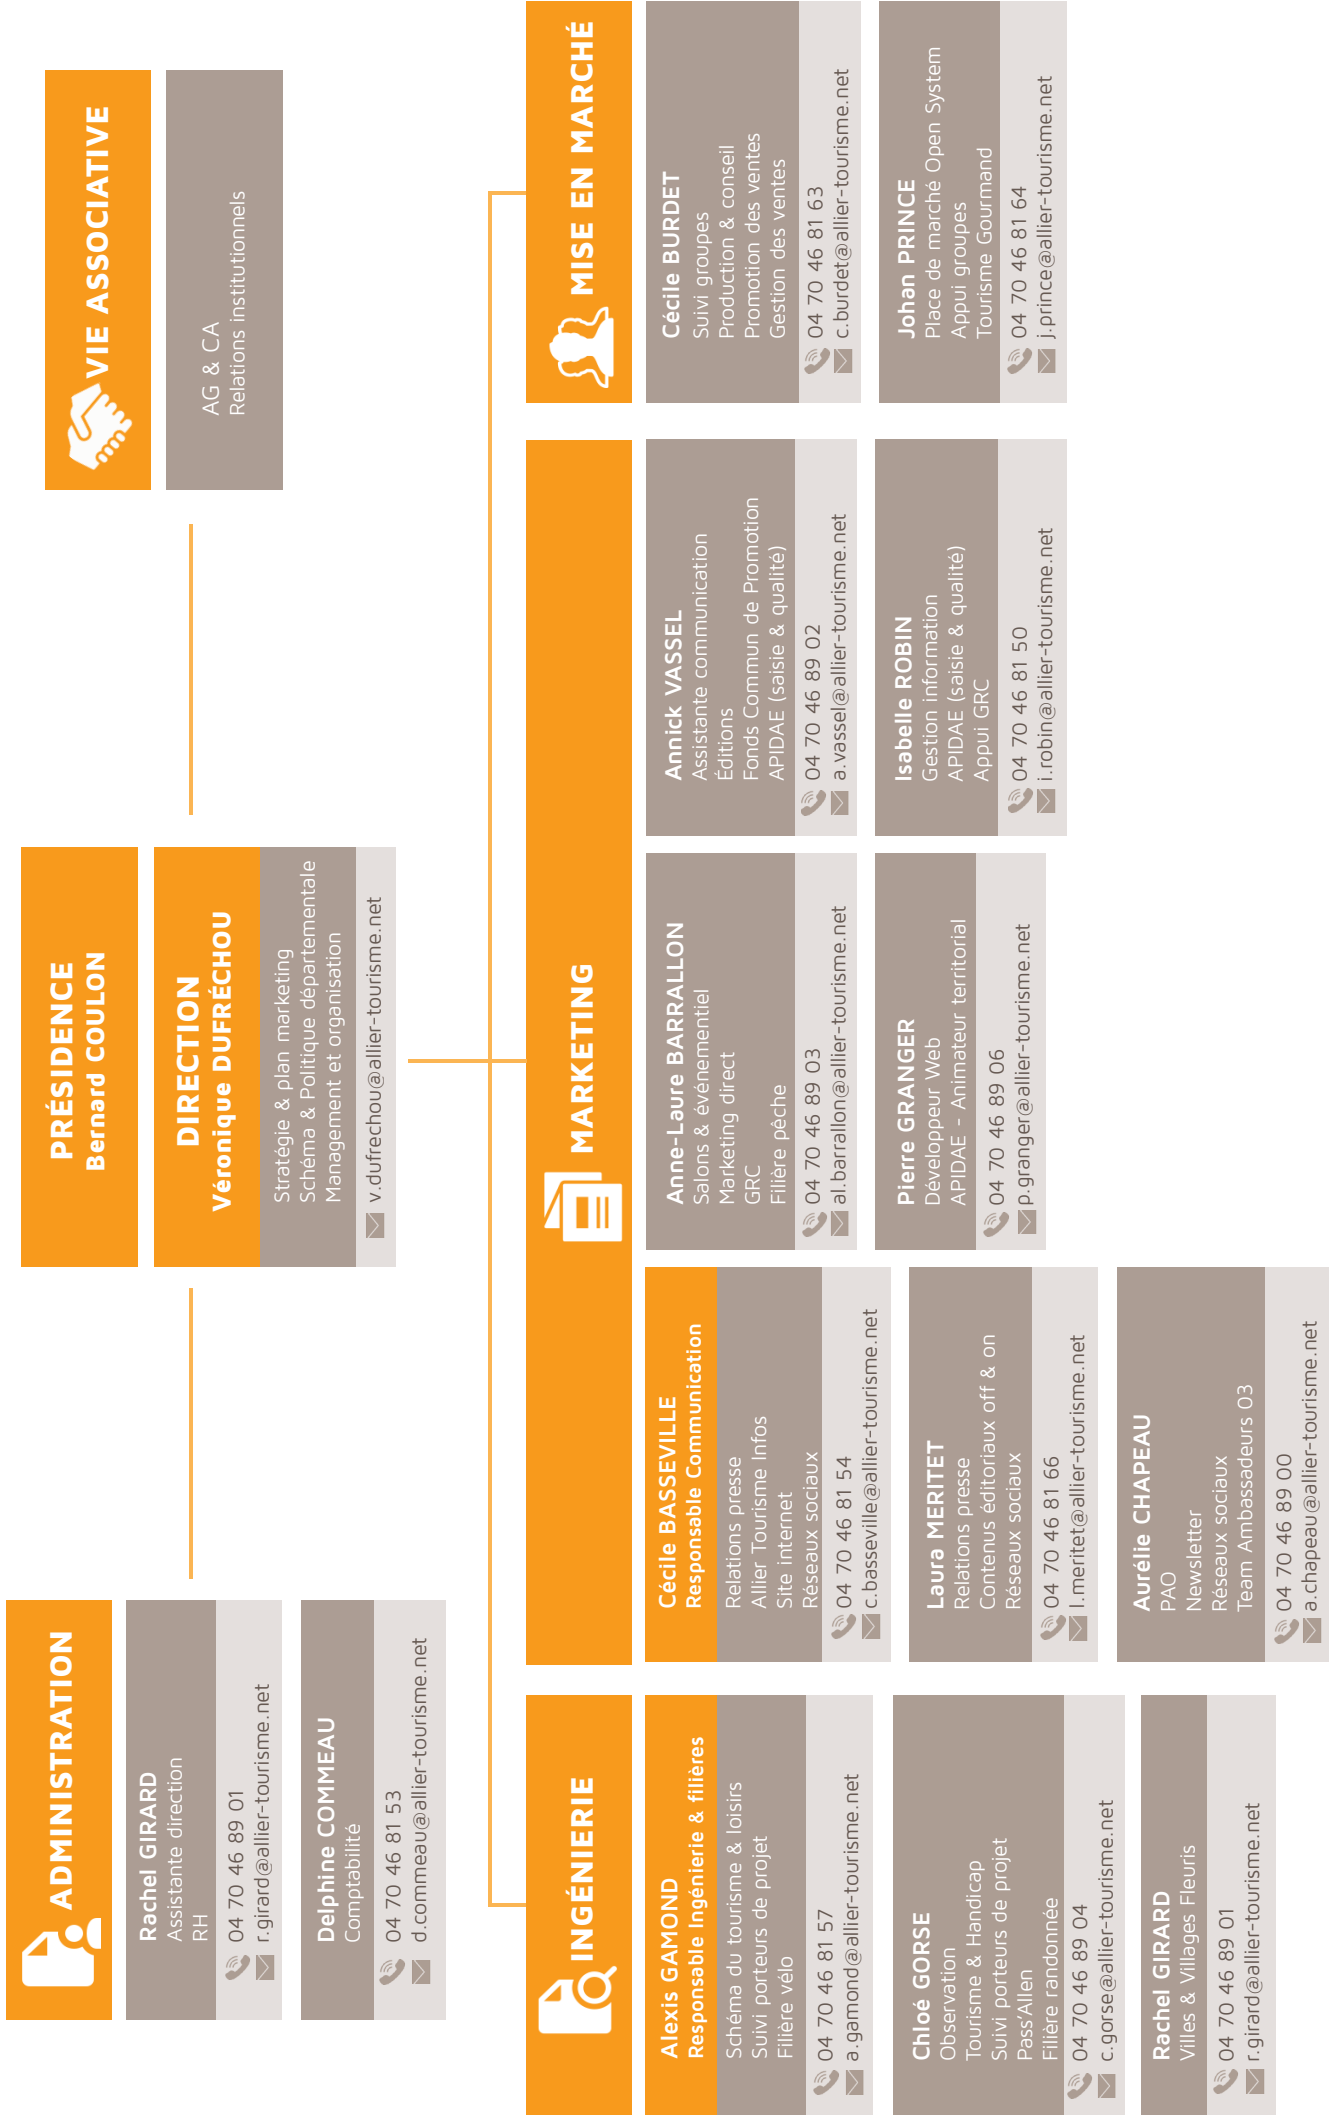 ADMINISTRATION
Rachel GIRARD
Assistante direction
RH
04 70 46 89 01
r.girard@allier-tourisme.net
Delphine COMMEAU
Comptabilité
04 70 46 81 53
d.commeau@allier-tourisme.net
PRÉSIDENCE
Bernard COULON
DIRECTION
Véronique DUFRÉCHOU
Stratégie & plan marketing
Schéma & Politique départementale
Management et organisation
v.dufrechou@allier-tourisme.net
VIE ASSOCIATIVE
AG & CA
Relations institutionnels
INGÉNIERIE
Alexis GAMOND
Responsable Ingénierie & filières
Schéma du tourisme & loisirs
Suivi porteurs de projet
Filière vélo
04 70 46 81 57
a.gamond@allier-tourisme.net
Chloé GORSE
Observation
Tourisme & Handicap
Suivi porteurs de projet
Pass'Allen
Filière randonnée
04 70 46 89 04
c.gorse@allier-tourisme.net
Rachel GIRARD
Villes & Villages Fleuris
04 70 46 89 01
r.girard@allier-tourisme.net
MARKETING
Cécile BASSEVILLE
Responsable Communication
Relations presse
Allier Tourisme Infos
Site internet
Réseaux sociaux
04 70 46 81 54
c.basseville@allier-tourisme.net
Laura MERITET
Relations presse
Contenus éditoriaux off & on
Réseaux sociaux
04 70 46 81 66
l.meritet@allier-tourisme.net
Aurélie CHAPEAU
PAO
Newsletter
Réseaux sociaux
Team Ambassadeurs 03
04 70 46 89 00
a.chapeau@allier-tourisme.net
Anne-Laure BARRALLON
Salons & événementiel
Marketing direct
GRC
Filière pêche
04 70 46 89 03
al.barrallon@allier-tourisme.net
Pierre GRANGER
Développeur Web
APIDAE - Animateur territorial
04 70 46 89 06
p.granger@allier-tourisme.net
Annick VASSEL
Assistante communication
Éditions
Fonds Commun de Promotion
APIDAE (saisie & qualité)
04 70 46 89 02
a.vassel@allier-tourisme.net
Isabelle ROBIN
Gestion information
APIDAE (saisie & qualité)
Appui GRC
04 70 46 81 50
i.robin@allier-tourisme.net
MISE EN MARCHÉ
Cécile BURDET
Suivi groupes
Production & conseil
Promotion des ventes
Gestion des ventes
04 70 46 81 63
c.burdet@allier-tourisme.net
Johan PRINCE
Place de marché Open System
Appui groupes
Tourisme Gourmand
04 70 46 81 64
j.prince@allier-tourisme.net